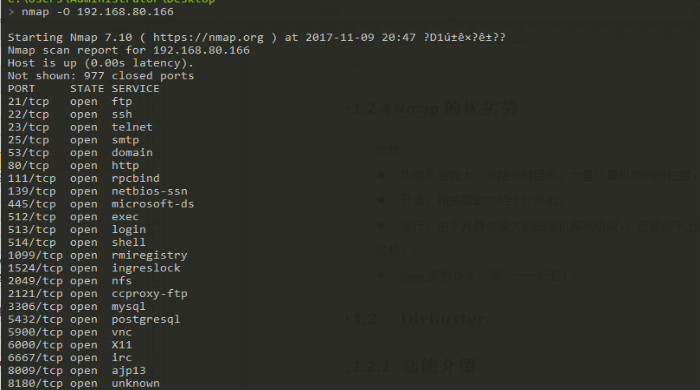 C:\Users\Administrator\Desktop
> nmap -O 192.168.80.166
Starting Nmap 7.10 ( https://nmap.org ) at 2017-11-09 20:47 ?D1ú±ê×?ê±??
Nmap scan report for 192.168.80.166
Host is up (0.00s latency).
Not shown: 977 closed ports
PORT STATE SERVICE
21/tcp open ftp
22/tcp open ssh
23/tcp open telnet
25/tcp open smtp
53/tcp open domain
80/tcp open http
111/tcp open rpcbind
139/tcp open netbios-ssn
445/tcp open microsoft-ds
512/tcp open exec
513/tcp open login
514/tcp open shell
1099/tcp open rmiregistry
1524/tcp open ingreslock
2049/tcp open nfs
2121/tcp open ccproxy-ftp
3306/tcp open mysql
5432/tcp open postgresql
5900/tcp open vnc
6000/tcp open X11
6667/tcp open irc
8009/tcp open ajp13
8180/tcp open unknown
1.2.4 Nmap 的优劣势
1.2 DirBuster
1.2.1 功能介绍